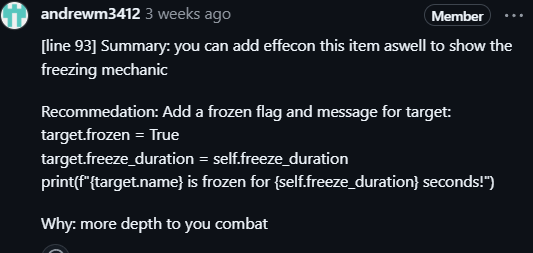 andrewm3412 3 weeks ago Member
[line 93] Summary: you can add effecon this item aswell to show the
freezing mechanic
Recommedation: Add a frozen flag and message for target:
target.frozen = True
target.freeze_duration = self.freeze_duration
print(f"{target.name} is frozen for {self.freeze_duration} seconds!")
Why: more depth to you combat